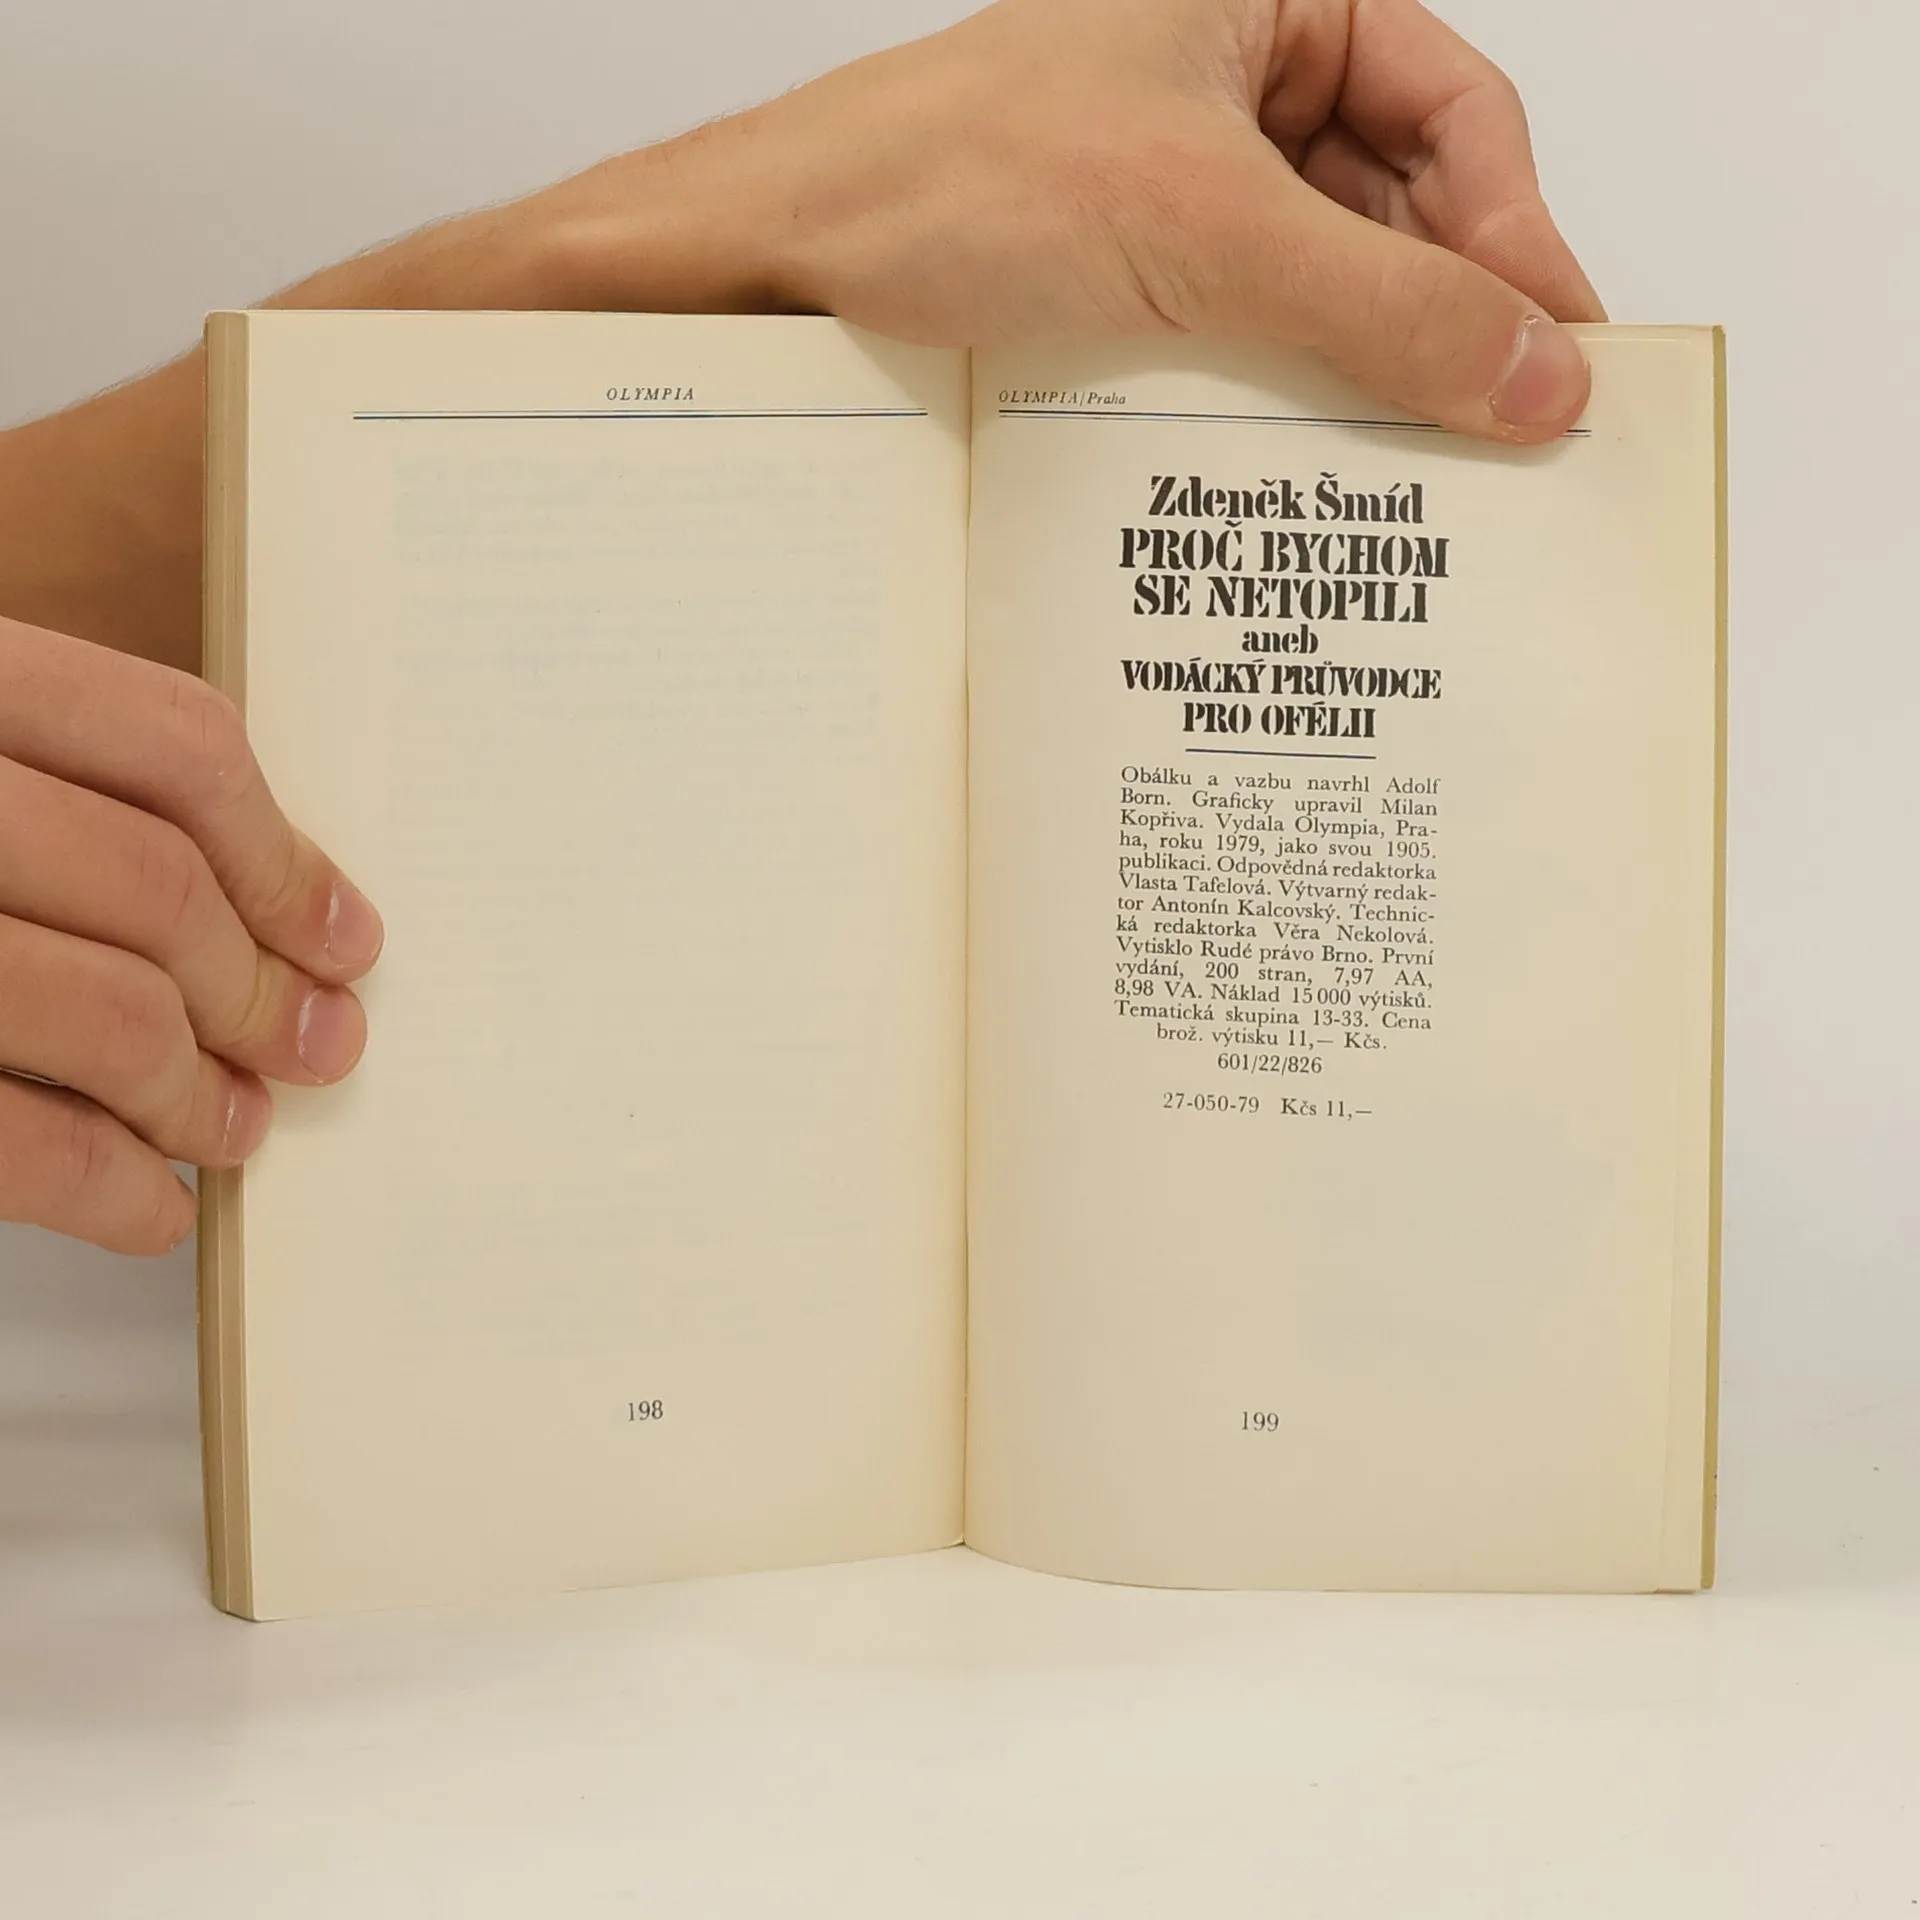 OLYMPIA
198
OLYMPIA/Praha
Zdeněk Šmíd
PROČ BYCHOM
SE NETOPILI
aneb
VODÁCKÝ PRŮVODCE
PRO OFÉLII
Obálku a vazbu navrhl Adolf
Born. Graficky upravil Milan
Kopřiva. Vydala Olympia, Pra-
ha, roku 1979, jako svou 1905.
publikaci. Odpovědná redaktorka
Vlasta Tafelová. Výtvarný redak-
tor Antonín Kalcovský. Technic-
ká redaktorka Věra Nekolová.
Vytisklo Rudé právo Brno. První
vydání, 200 stran, 7,97 AA,
8,98 VA. Náklad 15 000 výtisků.
Tematická skupina 13-33. Cena
brož. výtisku 11,— Kčs.
601/22/826
27-050-79 Kčs 11,—
199